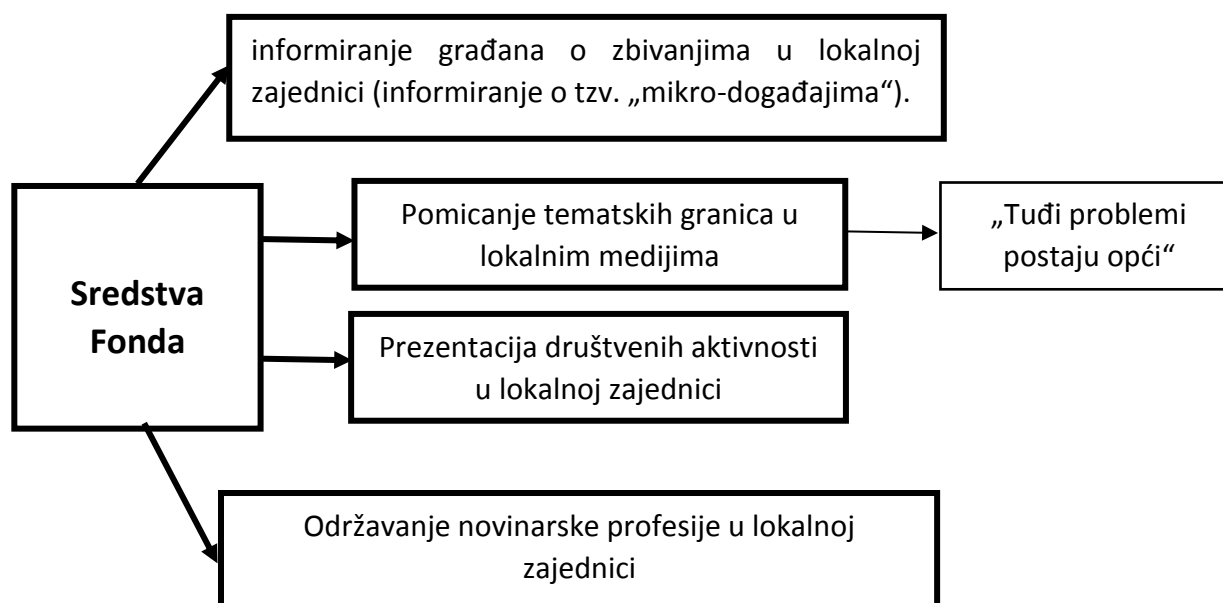 informiranje građana o zbivanjima u lokalnoj
zajednici (informiranje o tzv. „mikro-događajima“).
Pomicanje tematskih granica u
lokalnim medijima
„Tuđi problemi
postaju opći“
Sredstva
Fonda
Prezentacija društvenih aktivnosti
u lokalnoj zajednici
Održavanje novinarske profesije u lokalnoj
zajednici